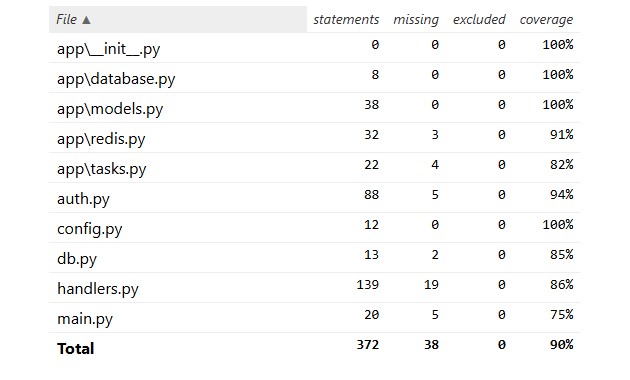 File ▲ statements missing excluded coverage
app\__init__.py 0 0 0 100%
app\database.py 8 0 0 100%
app\models.py 38 0 0 100%
app\redis.py 32 3 0 91%
app\tasks.py 22 4 0 82%
auth.py 88 5 0 94%
config.py 12 0 0 100%
db.py 13 2 0 85%
handlers.py 139 19 0 86%
main.py 20 5 0 75%
Total 372 38 0 90%